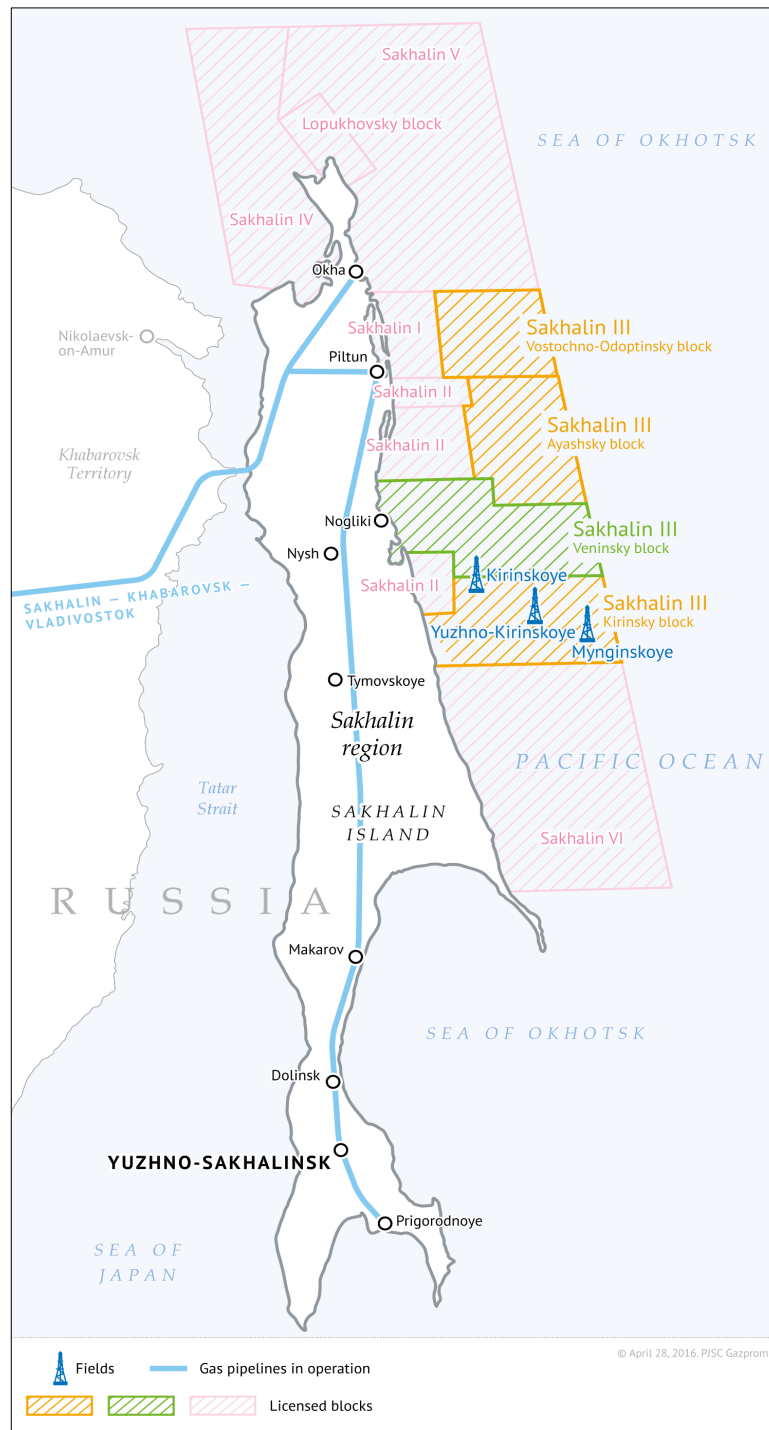 Sakhalin V
Lopukhovsky block
SEA OF OKHOTSK
Sakhalin IV
Okha
Sakhalin I
Sakhalin III
Vostochno-Odoptinsky block
Nikolaevsk-
on-Amur
Piltun
Sakhalin II
Sakhalin III
Ayashsky block
Sakhalin II
Khabarovsk
Territory
Nogliki
Sakhalin III
Veninsky block
Nysh
Kirinskoye
Sakhalin II
SAKHALIN — KHABAROVSK —
VLADIVOSTOK
Sakhalin III
Kirinsky block
Yuzhno-Kirinskoye
Mynginskoye
Tymovskoye
Sakhalin
region
PACIFIC OCEAN
Tatar
Strait
SAKHALIN
ISLAND
Sakhalin VI
RUSSIA
Makarov
SEA OF OKHOTSK
Dolinsk
YUZHNO-SAKHALINSK
Prigorodnoye
SEA OF
JAPAN
© April 28, 2016. PJSC Gazprom
Fields
Gas pipelines in operation
Licensed blocks